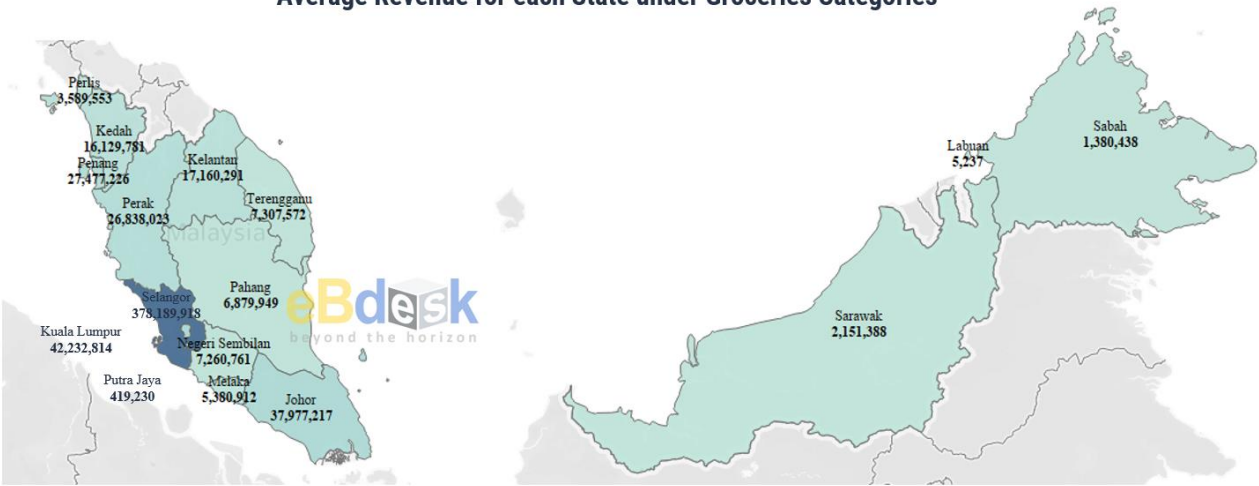 Average Revenue for each State under Groceries Categories
Perlis
3,589,553
Kedah
16,129,781
Penang
27,477,226
Kelantan
17,160,291
Terengganu
7,307,572
Perak
26,838,023
Malaysia
Pahang
6,879,949
eBdesk
beyond the horizon
Selangor
378,189,918
Kuala Lumpur
42,232,814
Negeri Sembilan
7,260,761
Putra Jaya
419,230
Melaka
5,380,912
Johor
37,977,217
Labuan
5,237
Sabah
1,380,438
Sarawak
2,151,388